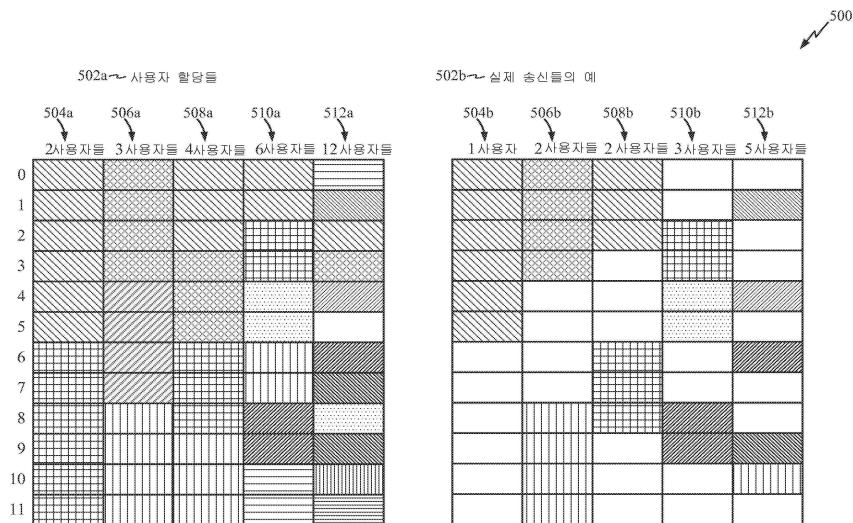 500
502a 사용자 할당들
502b 실제 송신들의 예
504a 506a 508a 510a 512a
504b 506b 508b 510b 512b
2사용자들 3사용자들 4사용자들 6사용자들 12사용자들
1 사용자 2 사용자들 2 사용자들 3사용자들 5사용자들
0
1
2
3
4
5
6
7
8
9
10
11